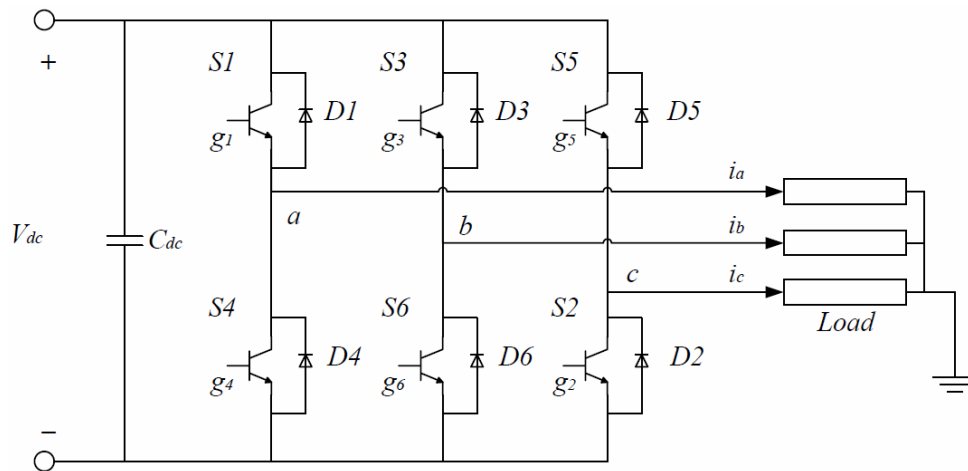 +
S1
S3
S5
D1
D3
D5
g1
g3
g5
ia
a
Vdc
Cdc
b
ib
c
ic
S4
S6
S2
Load
D4
D6
D2
g4
g6
g2
−